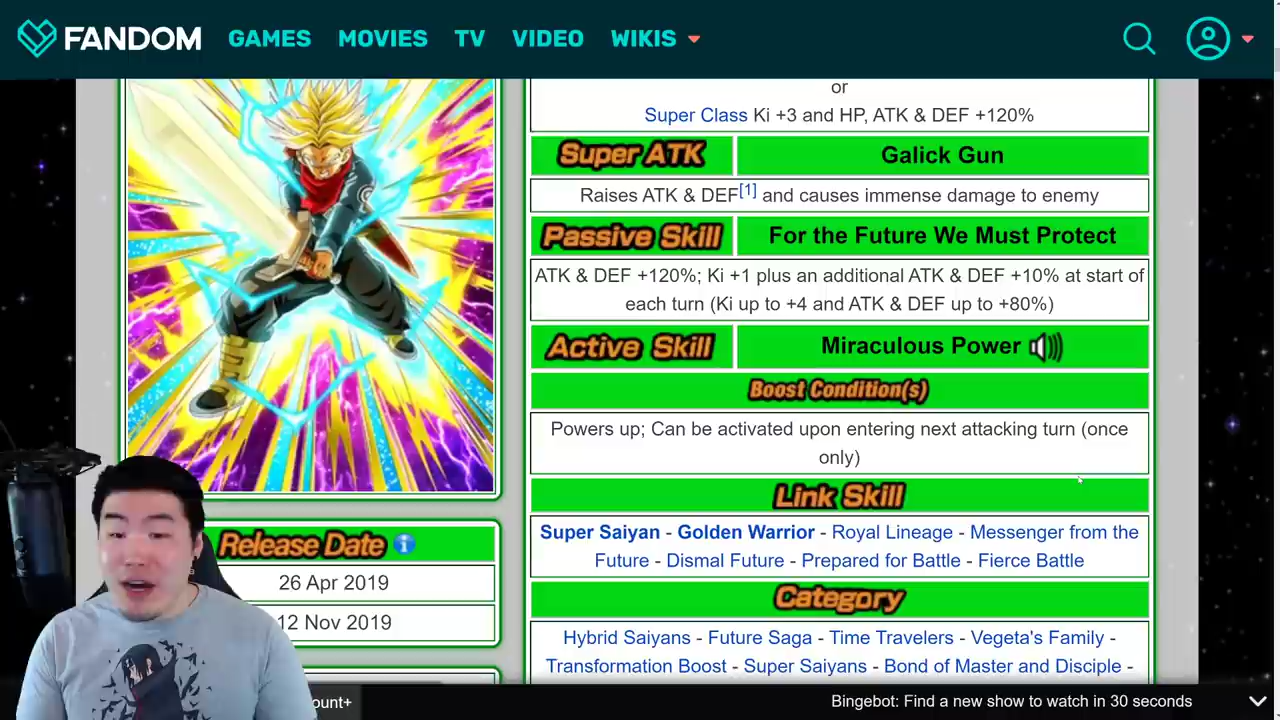 FANDOM GAMES MOVIES TV VIDEO WIKIS
or
Super Class Ki +3 and HP, ATK & DEF +120%
Super ATK Galick Gun
Raises ATK & DEF[1] and causes immense damage to enemy
Passive Skill For the Future We Must Protect
ATK & DEF +120%; Ki +1 plus an additional ATK & DEF +10% at start of
each turn (Ki up to +4 and ATK & DEF up to +80%)
Active Skill Miraculous Power
Boost Condition(s)
Powers up; Can be activated upon entering next attacking turn (once
only)
Link Skill
Super Saiyan - Golden Warrior - Royal Lineage - Messenger from the
Future - Dismal Future - Prepared for Battle - Fierce Battle
Category
Hybrid Saiyans - Future Saga - Time Travelers - Vegeta's Family -
Transformation Boost - Super Saiyans - Bond of Master and Disciple -
Release Date
26 Apr 2019
12 Nov 2019
ount+
Bingebot: Find a new show to watch in 30 seconds